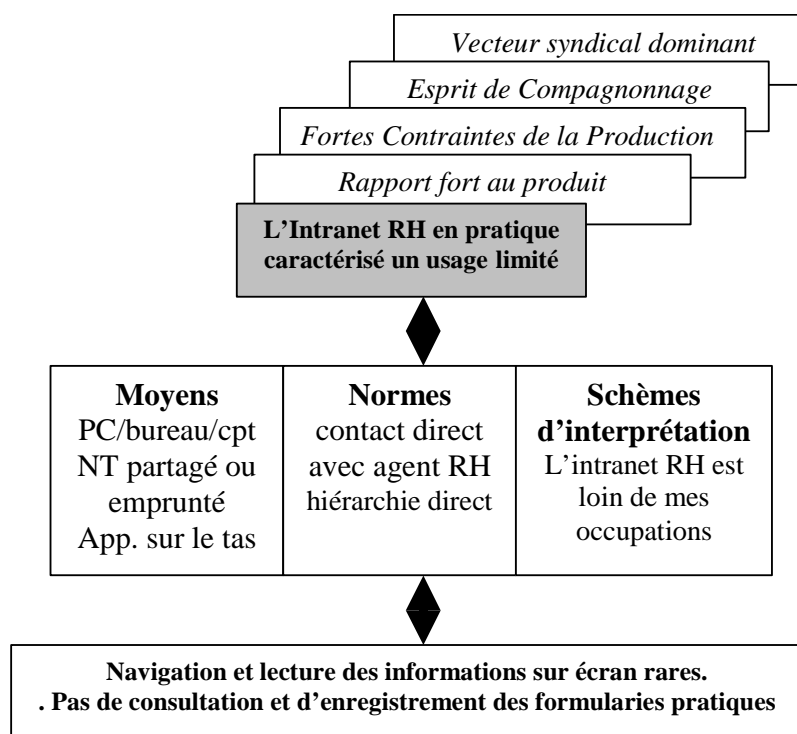 Vecteur syndical dominant
Esprit de Compagnonnage
Fortes Contraintes de la Production
Rapport fort au produit
L'Intranet RH en pratique
caractérisé un usage limité
Moyens
PC/bureau/cpt
NT partagé ou
emprunté
App. sur le tas
Normes
contact direct
avec agent RH
hiérarchie direct
Schèmes
d'interprétation
L'intranet RH est
loin de mes
occupations
Navigation et lecture des informations sur écran rares.
. Pas de consultation et d'enregistrement des formularies pratiques